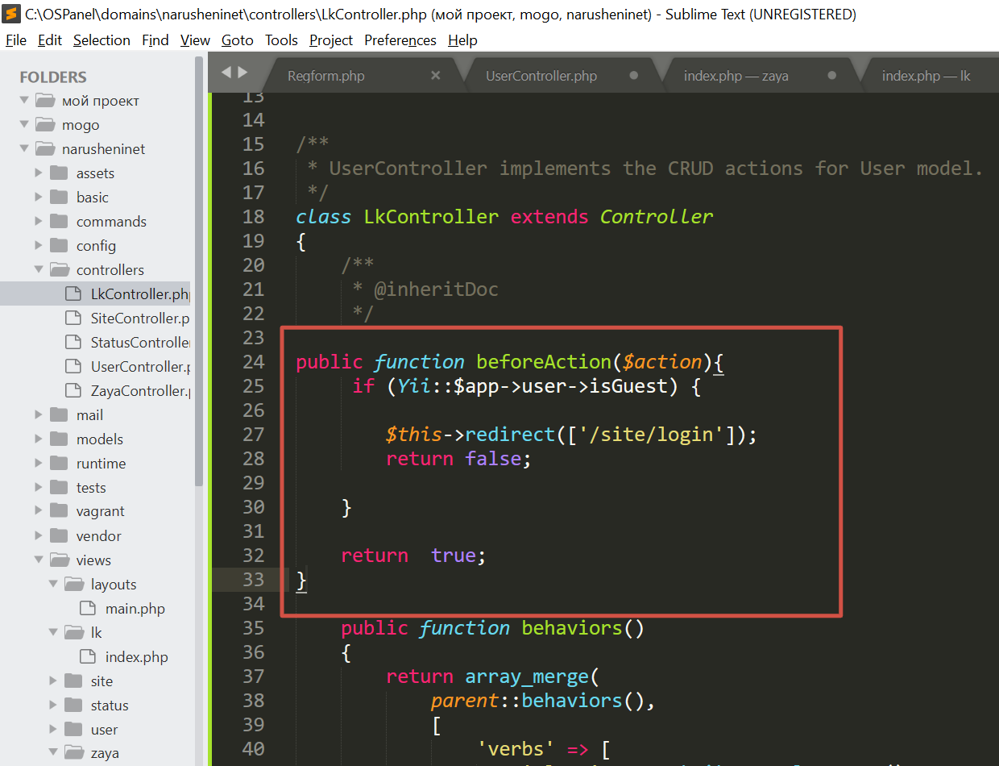 C:\OSPanel\domains\narusheninet\controllers\LkController.php (мой проект, mogo, narusheninet) - Sublime Text (UNREGISTERED)
File Edit Selection Find View Goto Tools Project Preferences Help
FOLDERS
мой проект
mogo
narusheninet
assets
basic
commands
config
controllers
LkController.ph
SiteController.p
StatusControlle
UserController.p
ZayaController.p
mail
models
runtime
tests
vagrant
vendor
views
layouts
main.php
lk
index.php
site
status
user
zaya
Regform.php × UserController.php index.php — zaya index.php — lk
13
14
15 /**
16 * UserController implements the CRUD actions for User model.
17 */
18 class LkController extends Controller
19 {
20 /**
21 * @inheritDoc
22 */
23
24 public function beforeAction($action){
25 if (Yii::$app->user->isGuest) {
26
27 $this->redirect(['/site/login']);
28 return false;
29
30 }
31
32 return  true;
33 }
34
35 public function behaviors()
36 {
37 return array_merge(
38 parent::behaviors(),
39 [
40 'verbs' => [